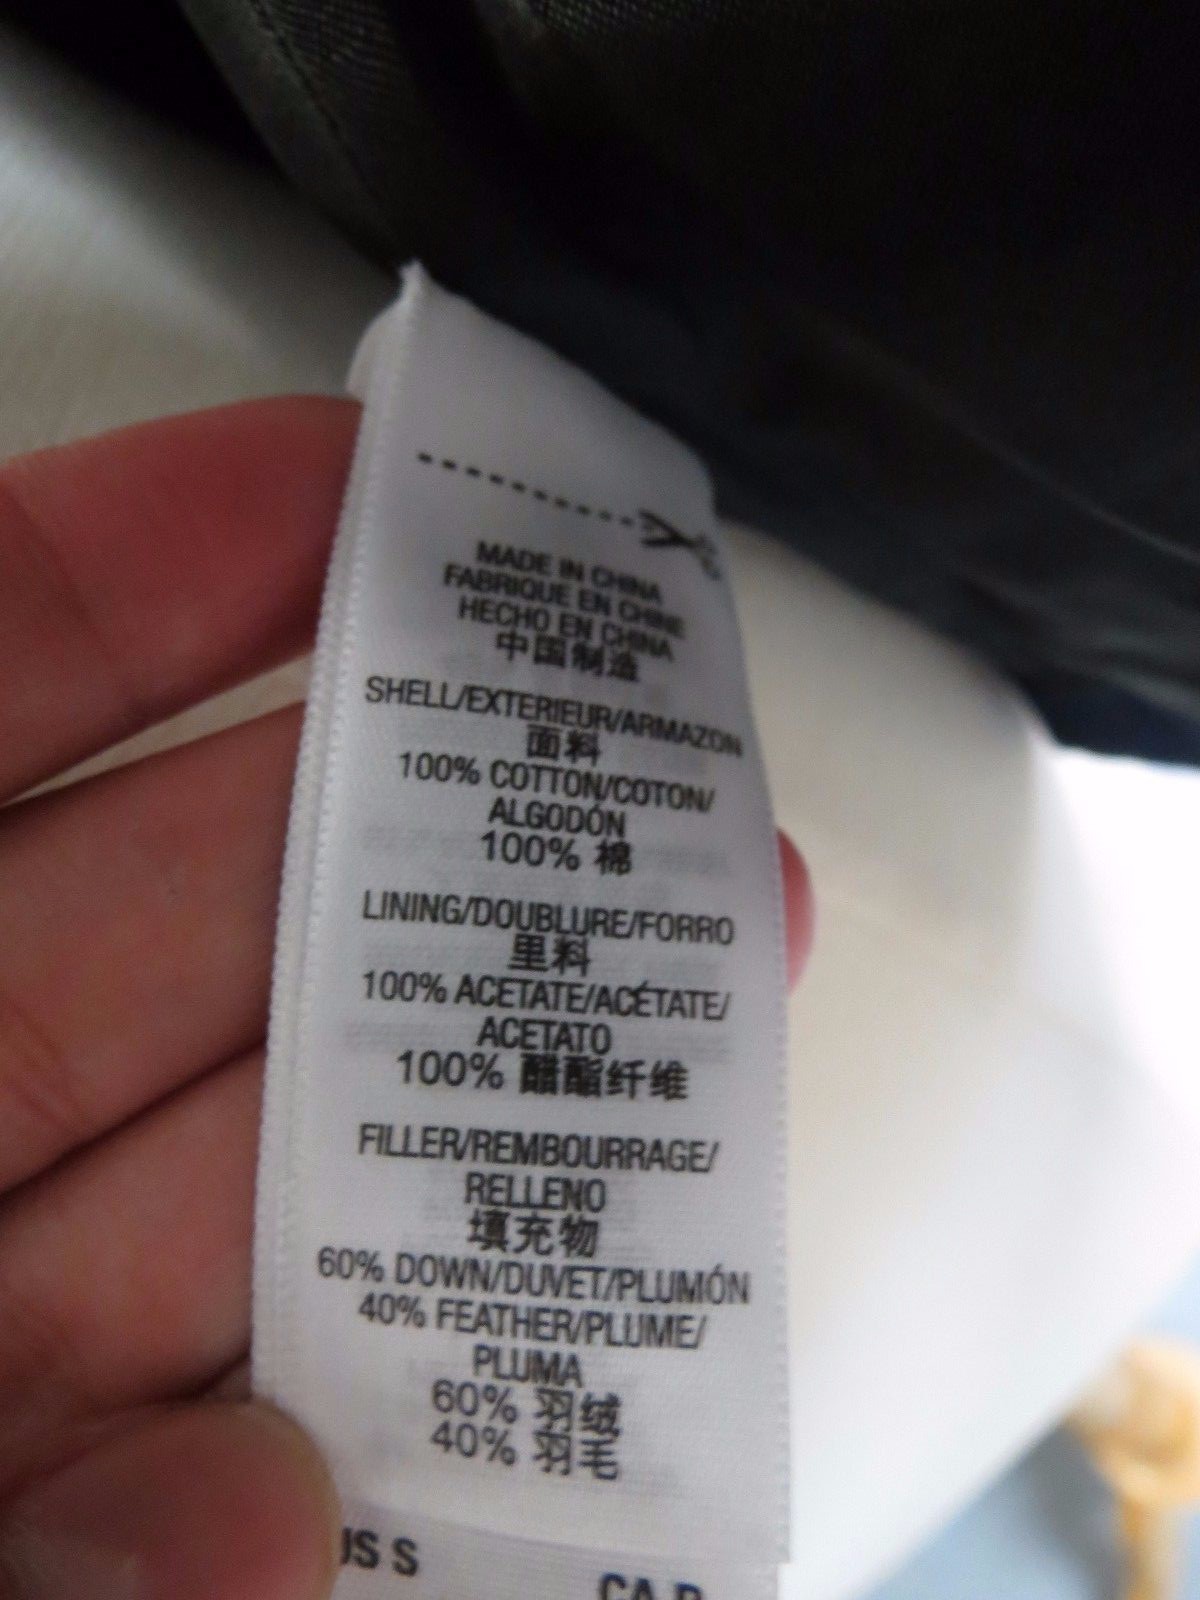 MADE IN CHINA
FABRIQUE EN CHINE
HECHO EN CHINA
中国制造
SHELL/EXTERIEUR/ARMAZON
面料
100% COTTON/COTON/
ALGODÓN
100% 棉
LINING/DOUBLURE/FORRO
里料
100% ACETATE/ACÉTATE/
ACETATO
100% 醋酯纤维
FILLER/REMBOURRAGE/
RELLENO
填充物
60% DOWN/DUVET/PLUMÓN
40% FEATHER/PLUME/
PLUMA
60% 羽绒
40% 羽毛
US S
CA P